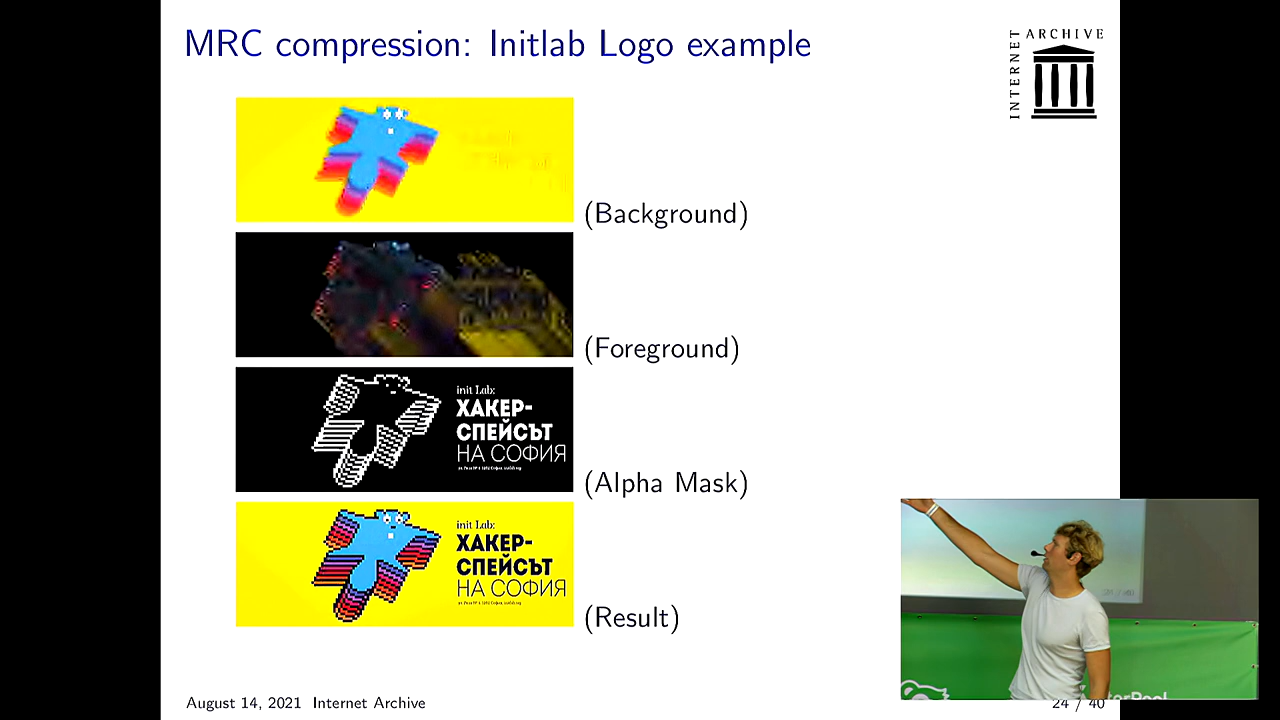 MRC compression: Initlab Logo example
INTERNET ARCHIVE
(Background)
(Foreground)
init Lab:
ХАКЕР-
СПЕЙСЪТ
НА СОФИЯ
(Alpha Mask)
init Lab:
ХАКЕР-
СПЕЙСЪТ
НА СОФИЯ
(Result)
August 14, 2021 Internet Archive
24 / 40